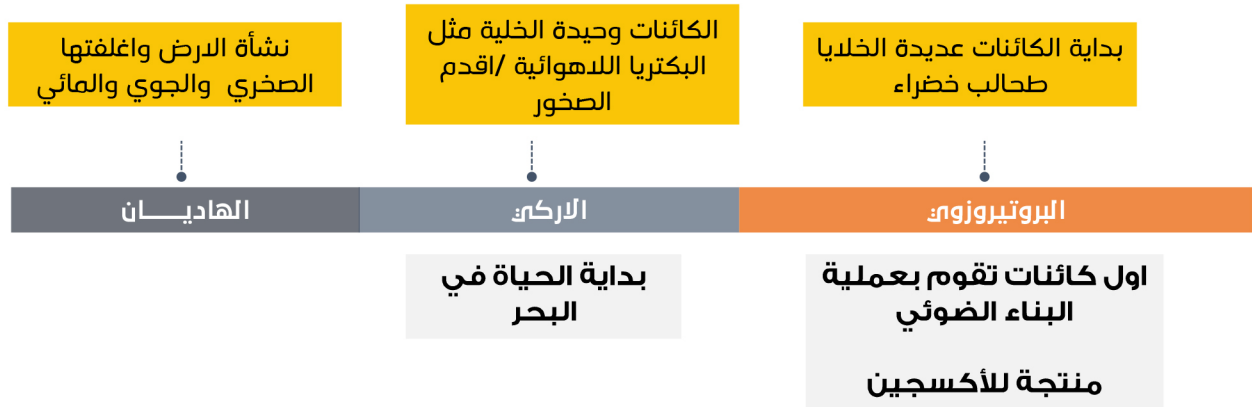 نشأة الارض واغلفتها
الصخري والجوي والمائي
الكائنات وحيدة الخلية مثل
البكتريا اللاهوائية /اقدم
الصخور
بداية الكائنات عديدة الخلايا
طحالب خضراء
الهاديــــان
الاركي
البروتيروزوي
بداية الحياة في
البحر
اول كائنات تقوم بعملية
البناء الضوئي
منتجة للأكسجين